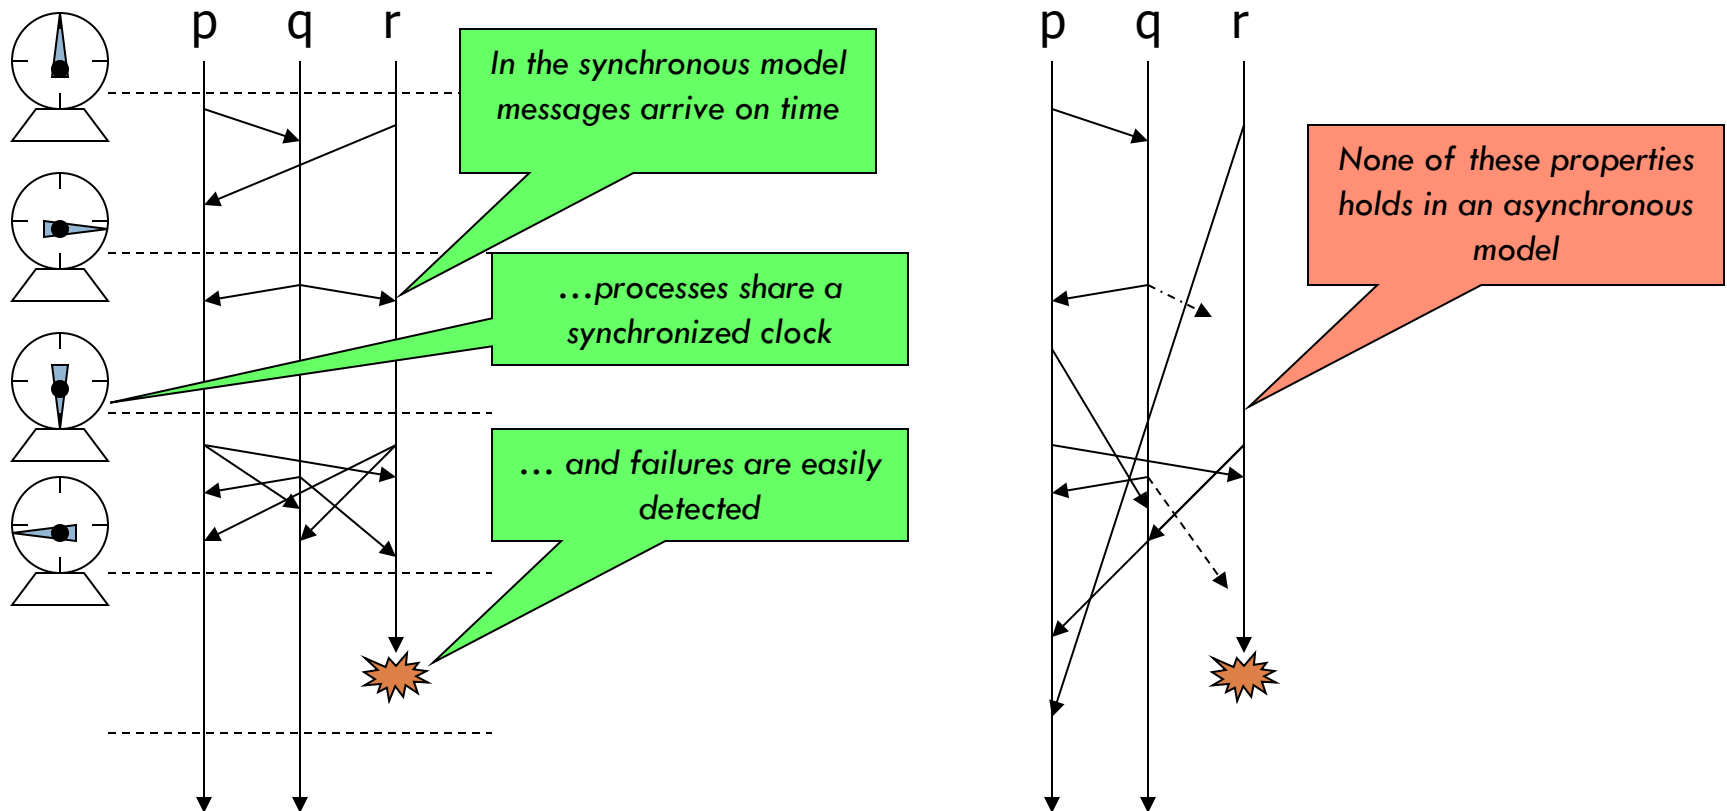 p q r
In the synchronous model
messages arrive on time
…processes share a
synchronized clock
… and failures are easily
detected
p q r
None of these properties
holds in an asynchronous
model